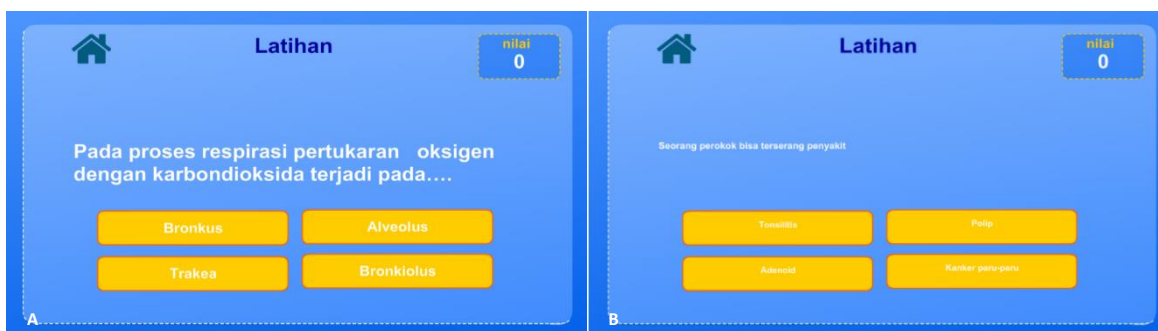 Latihan
nilai
0
Pada proses respirasi pertukaran oksigen
dengan karbondioksida terjadi pada....
Bronkus
Alveolus
Trakea
Bronkiolus
A
Latihan
nilai
0
Seorang perokok bisa terserang penyakit
Tonsilitis
Polip
Adenoid
Kanker paru-paru
B